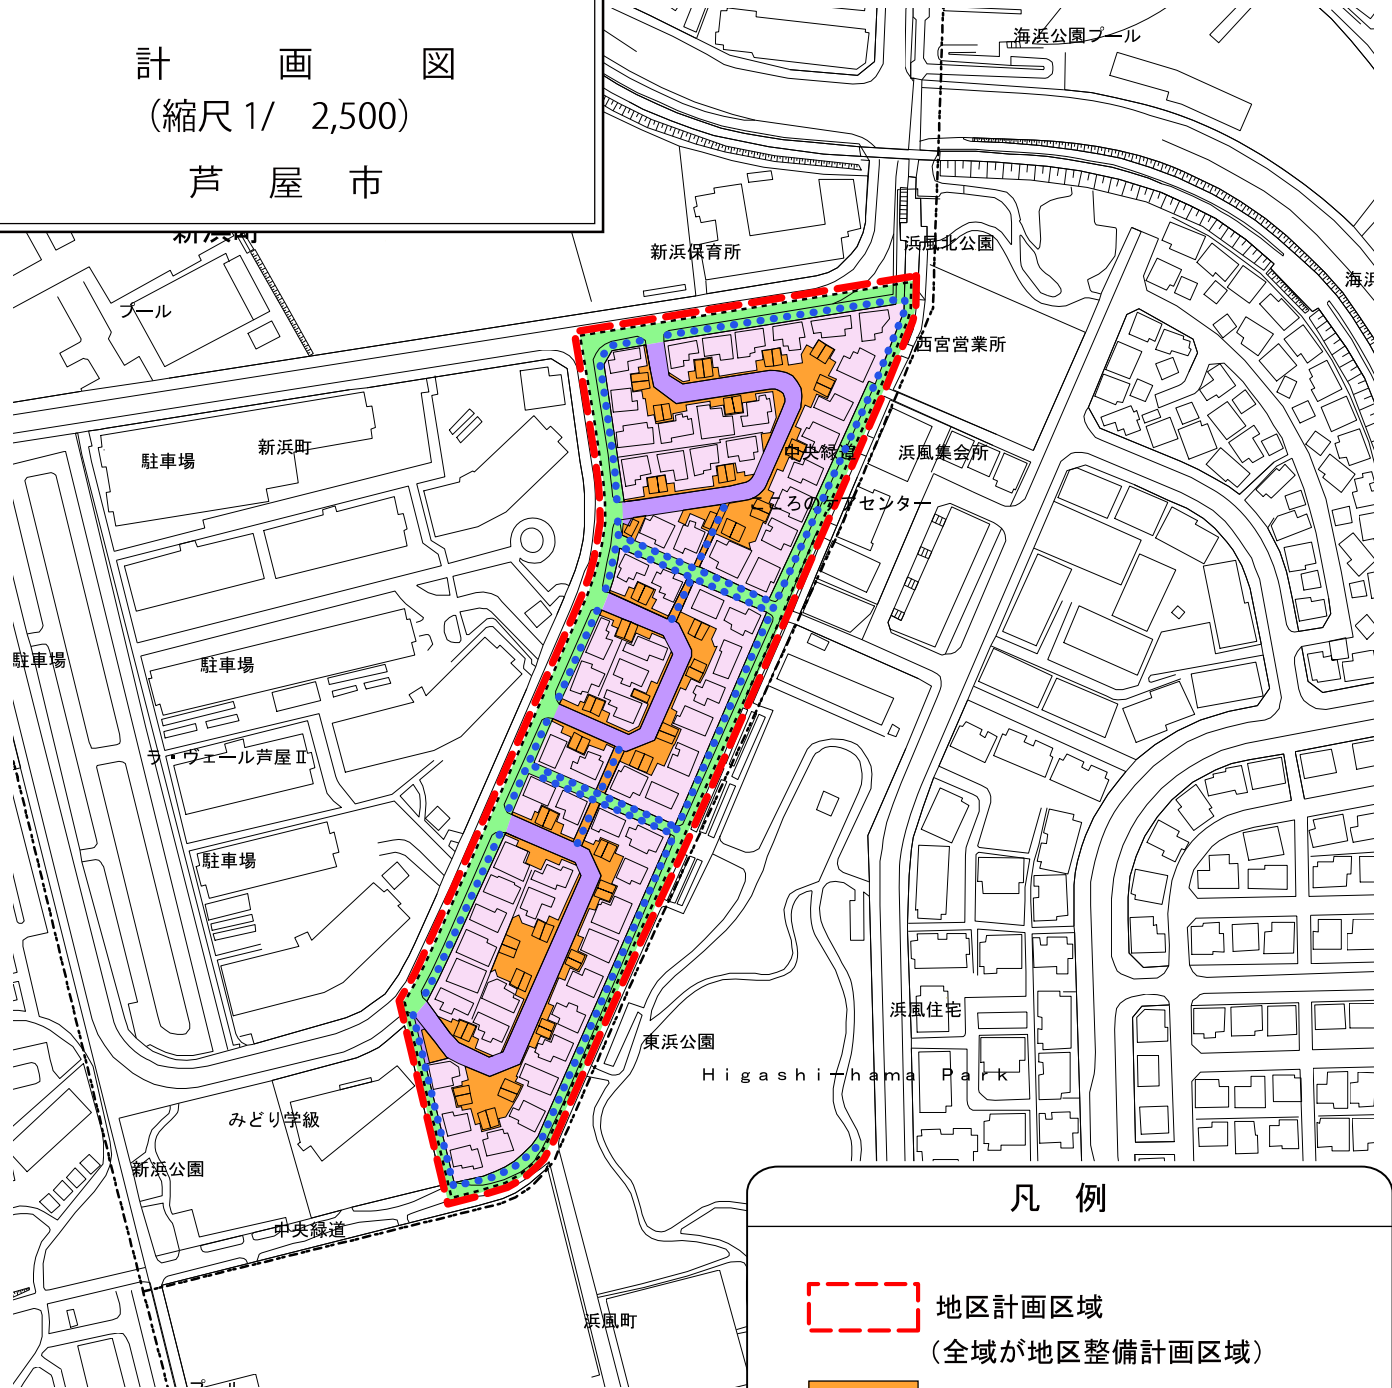 計 画 図
（縮尺 1/ 2,500）
芦 屋 市
海浜公園プール
新浜町
新浜保育所
浜風北公園
プール
西宮営業所
新浜町
駐車場
中央緑道
浜風集会所
こころのケアセンター
駐車場
駐車場
ラ・ヴェール芦屋Ⅱ
駐車場
浜風住宅
東浜公園
Higashi-hama Park
みどり学級
新浜公園
中央緑道
浜風町
凡 例
地区計画区域
（全域が地区整備計画区域）